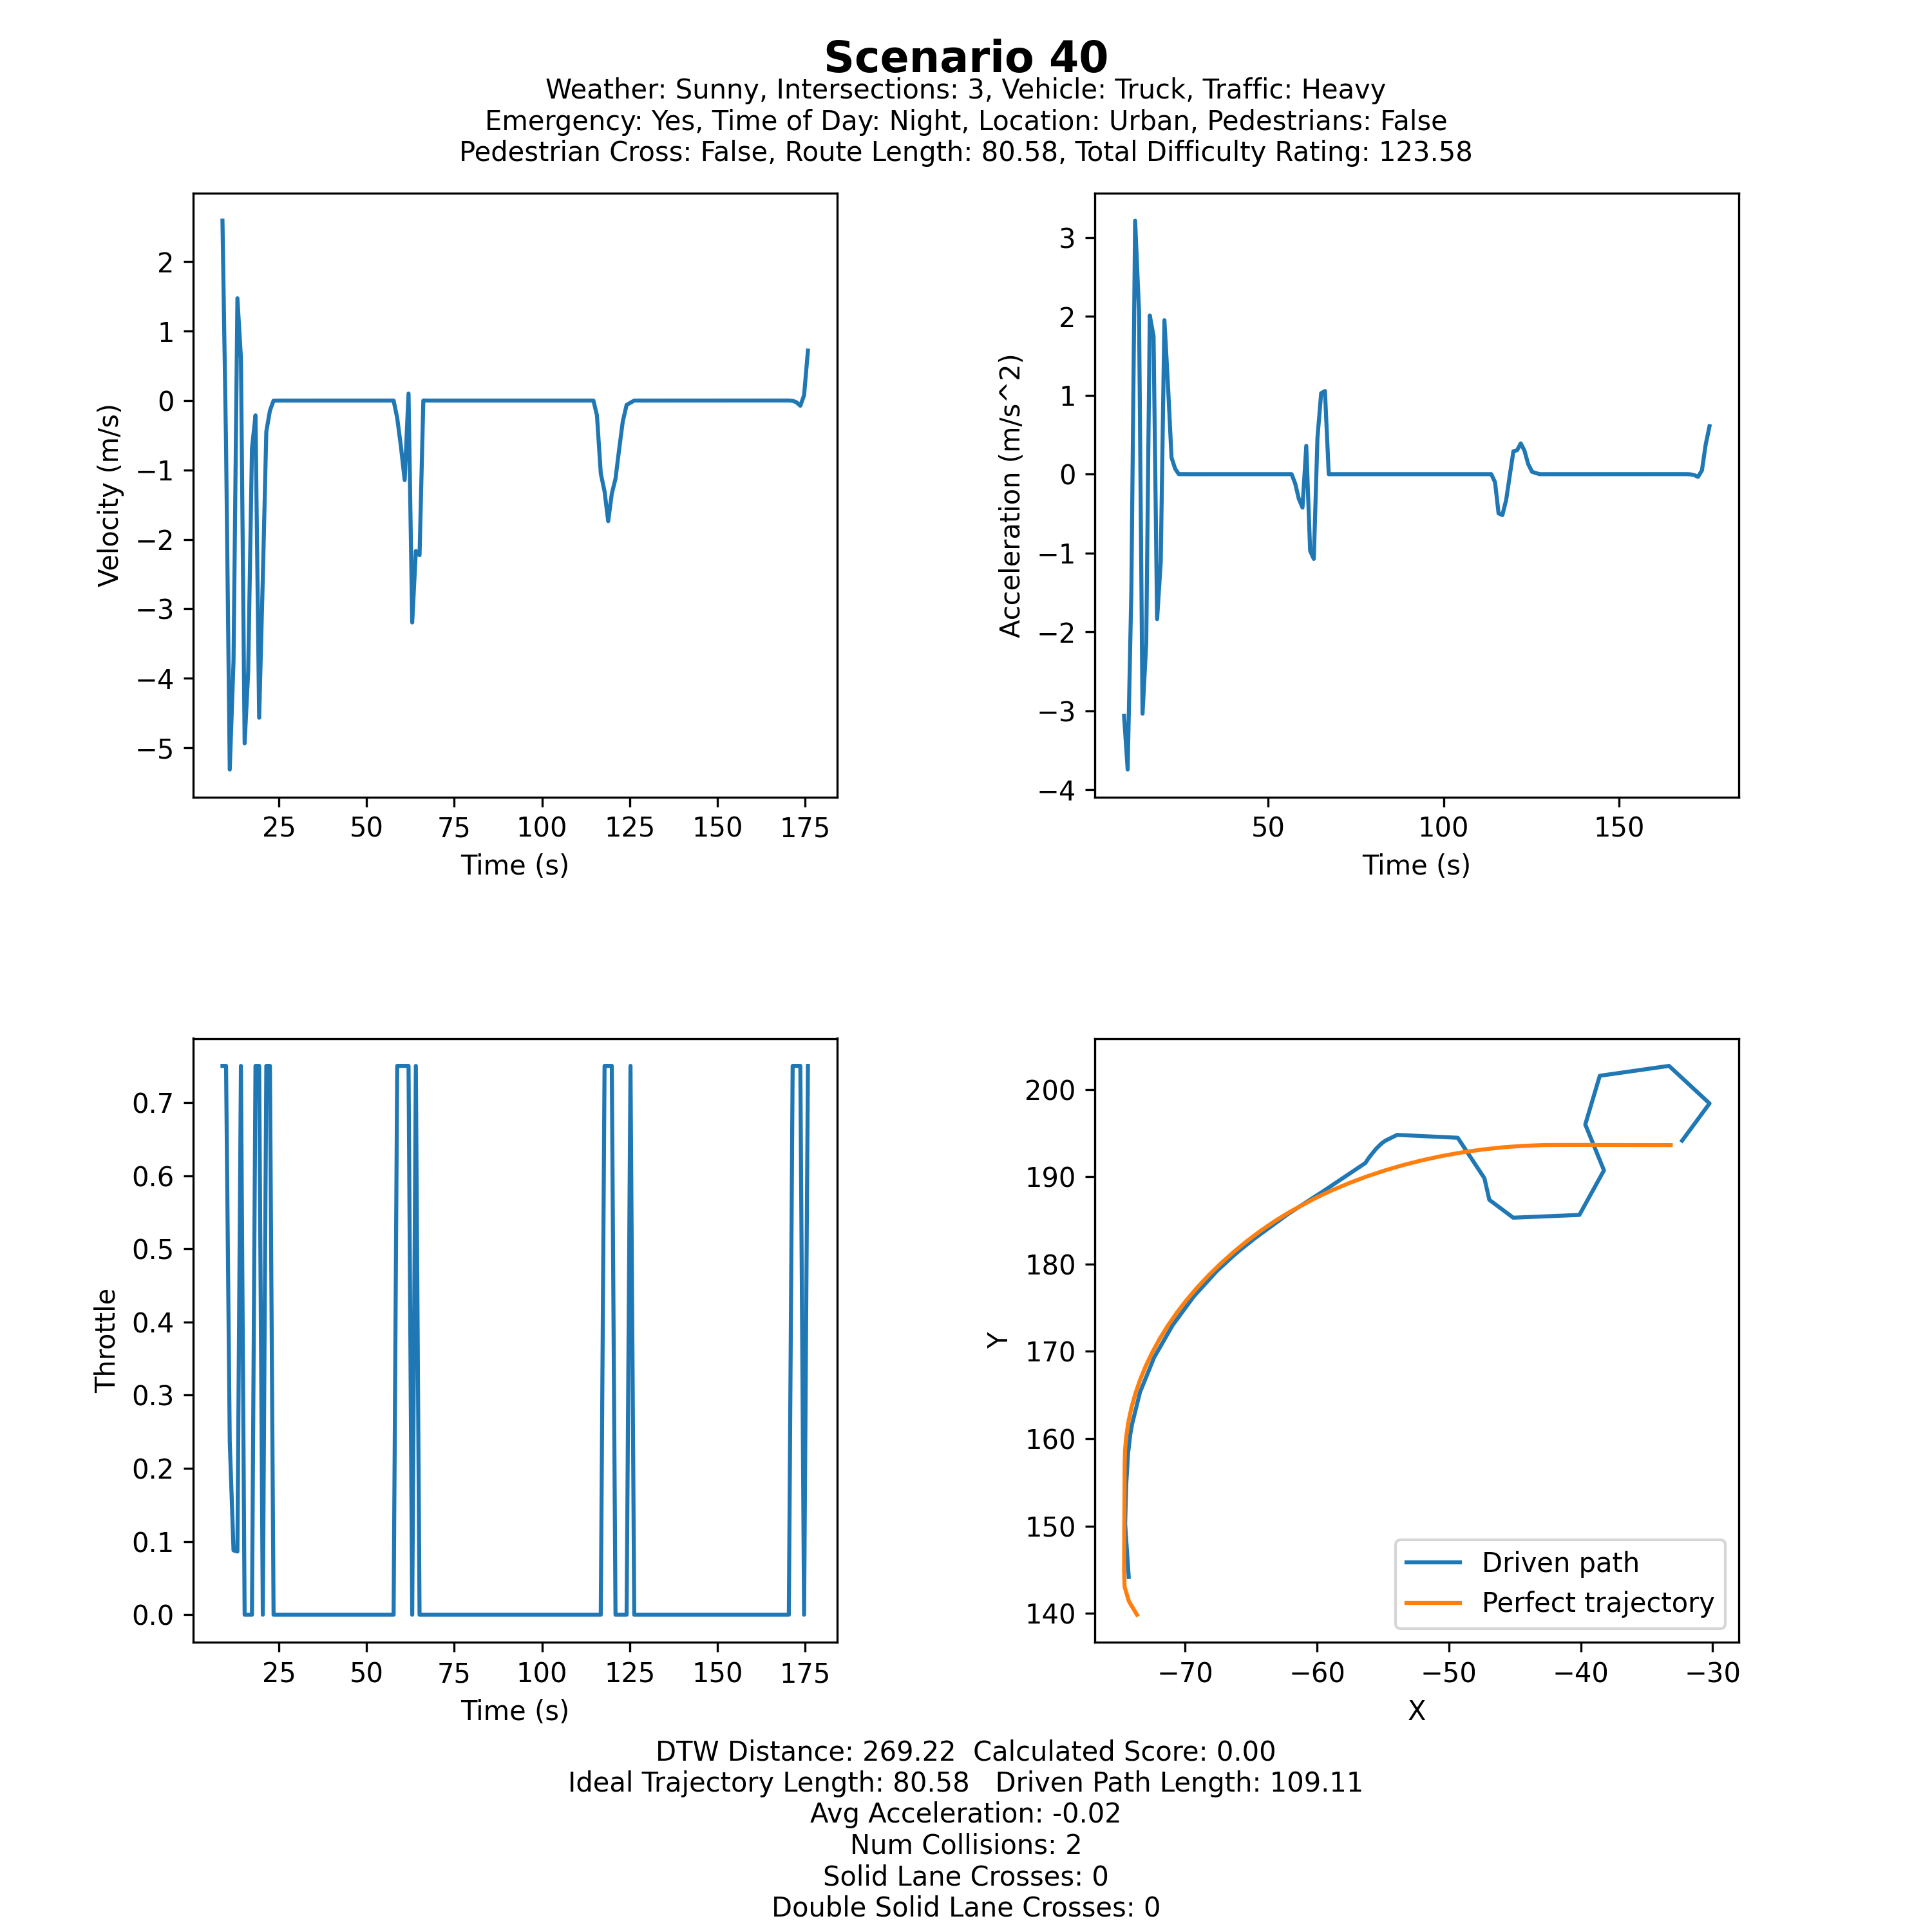 Scenario 40
Weather: Sunny, Intersections: 3, Vehicle: Truck, Traffic: Heavy
Emergency: Yes, Time of Day: Night, Location: Urban, Pedestrians: False
Pedestrian Cross: False, Route Length: 80.58, Total Difficulty Rating: 123.58
Velocity (m/s)
2
1
0
−1
−2
−3
−4
−5
25 50 75 100 125 150 175
Time (s)
Acceleration (m/s^2)
3
2
1
0
−1
−2
−3
−4
50 100 150
Time (s)
Throttle
0.7
0.6
0.5
0.4
0.3
0.2
0.1
0.0
25 50 75 100 125 150 175
Time (s)
Y
200
190
180
170
160
150
140
Driven path
Perfect trajectory
−70 −60 −50 −40 −30
X
DTW Distance: 269.22 Calculated Score: 0.00
Ideal Trajectory Length: 80.58 Driven Path Length: 109.11
Avg Acceleration: -0.02
Num Collisions: 2
Solid Lane Crosses: 0
Double Solid Lane Crosses: 0